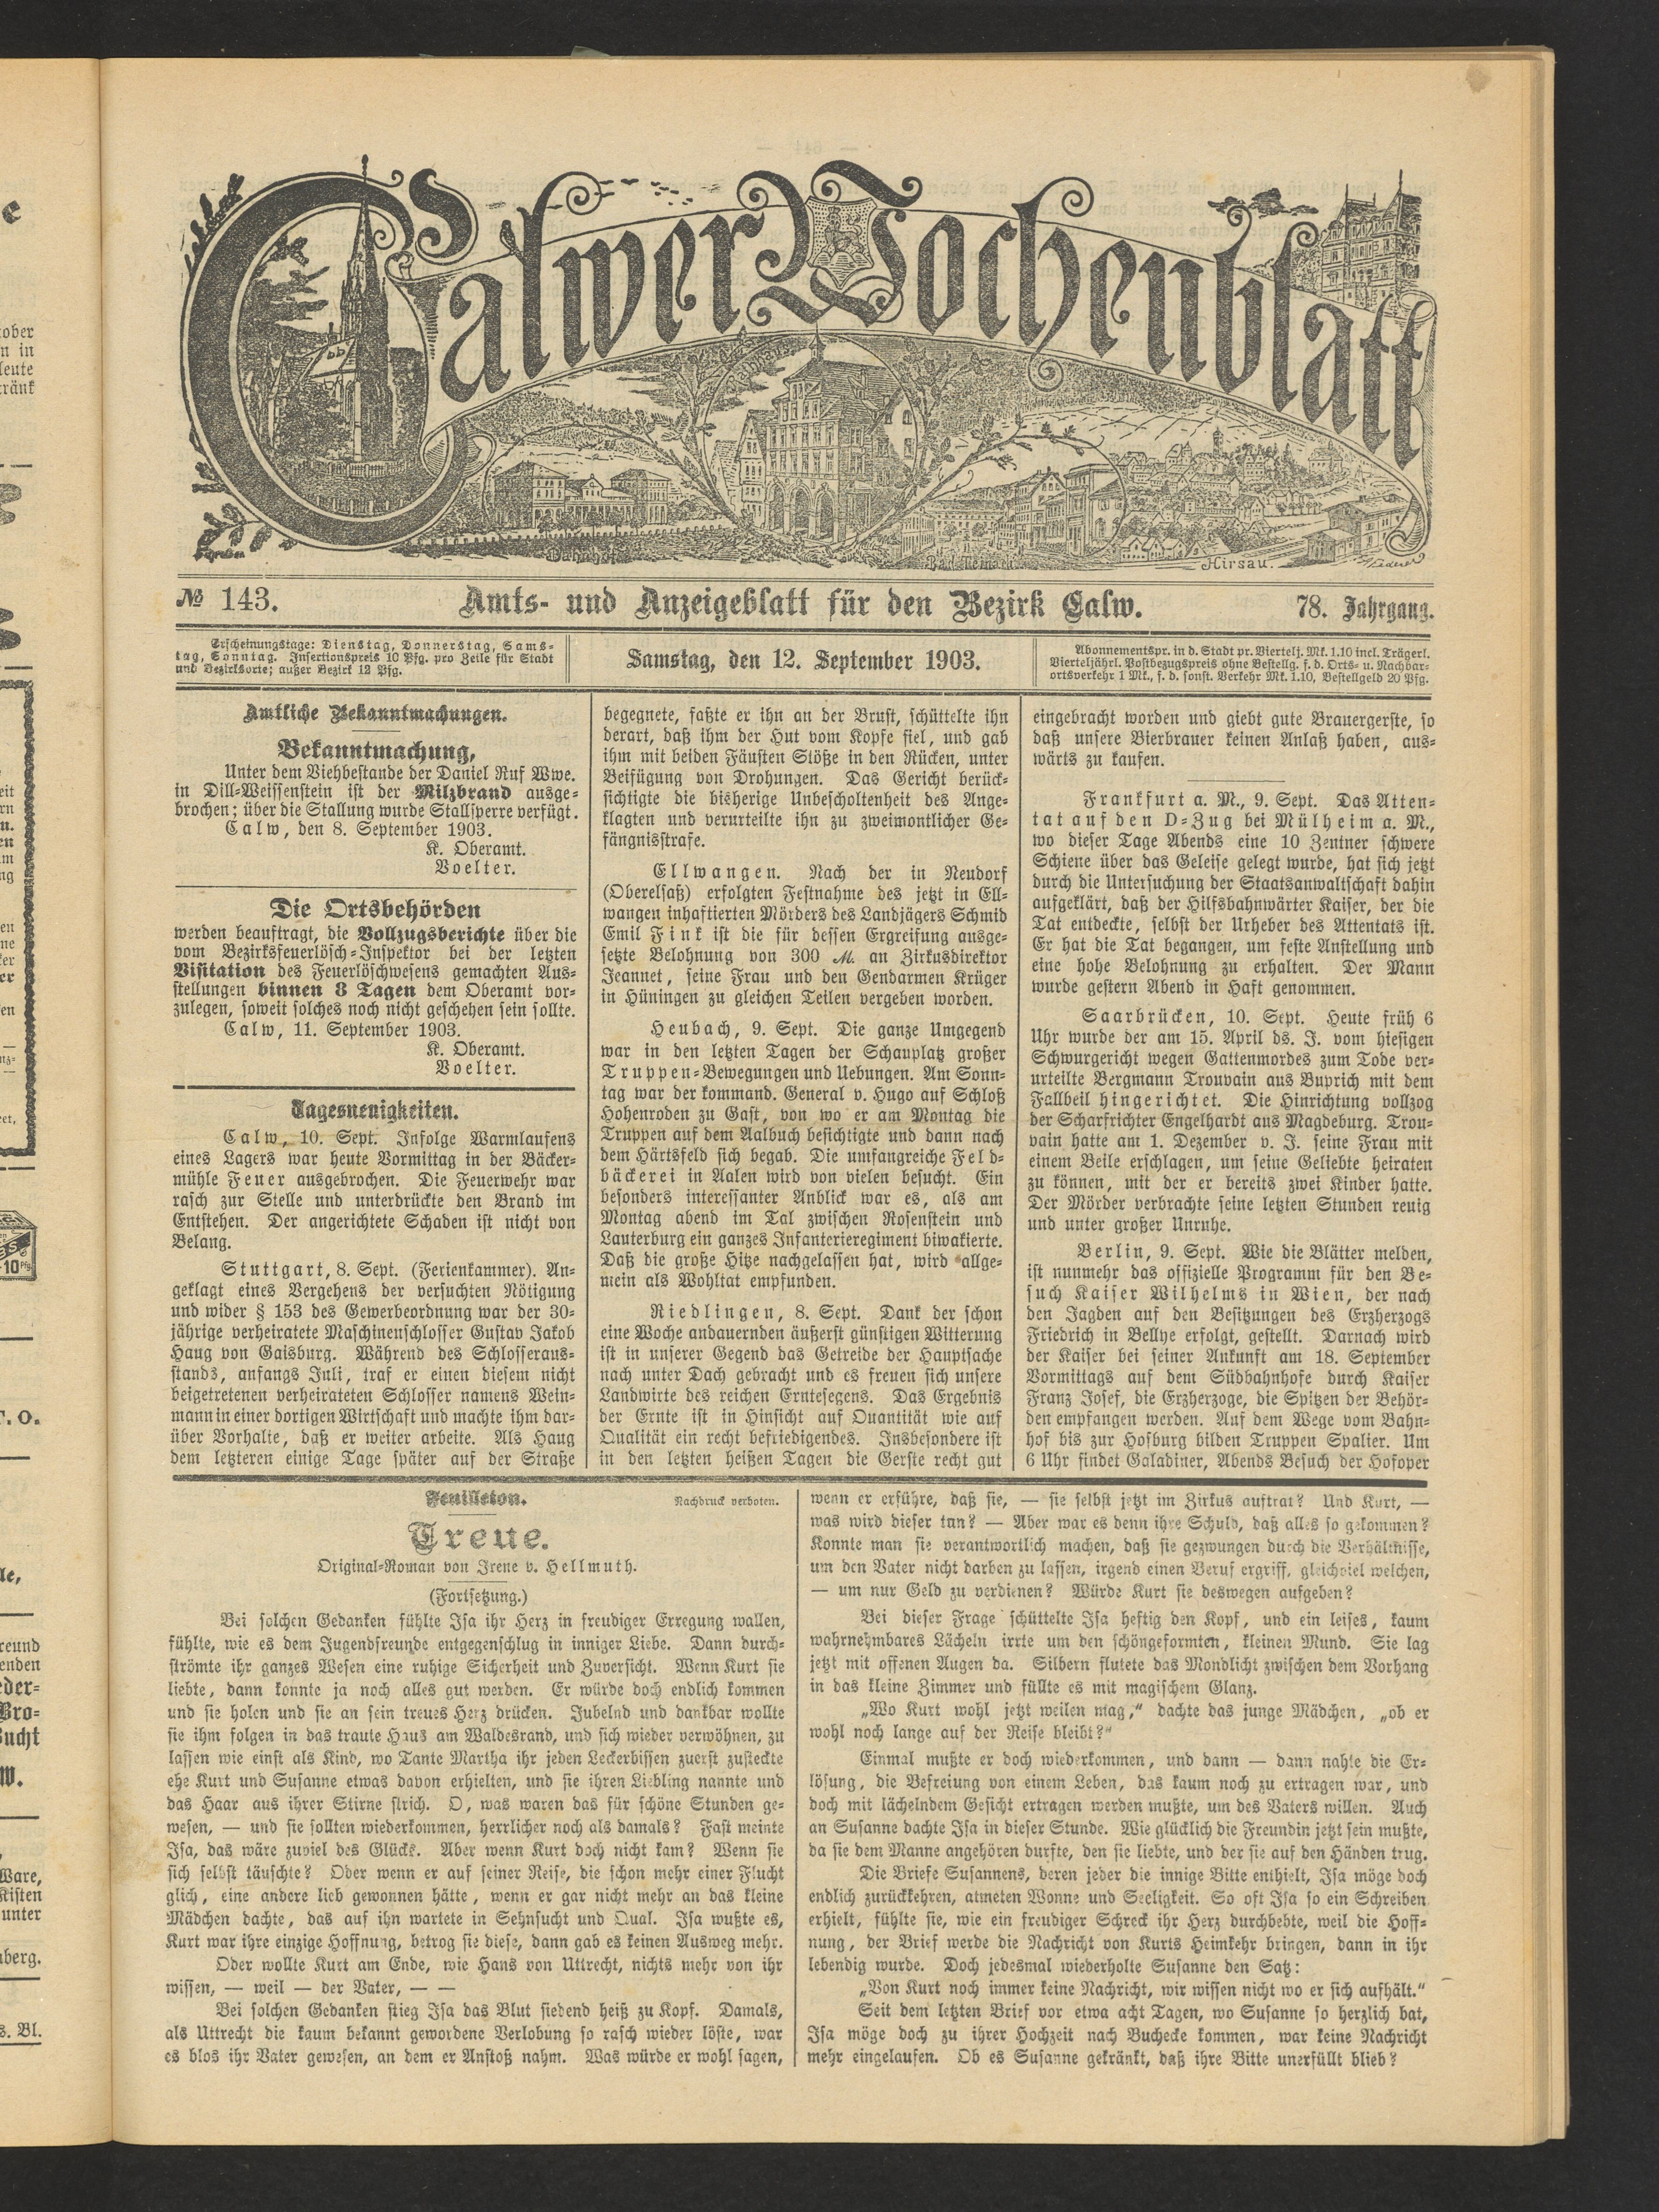 Calwer Wochenblatt
Bahnhof
Hirsau.
№ 143.
Amts- und Anzeigeblatt für den Bezirk Calw.
78. Jahrgang.
Erscheinungstage: Dienstag, Donnerstag, Sams-
tag, Sonntag. Insertionspreis 10 Pfg. pro Zeile für Stadt
und Bezirksorte; außer Bezirk 12 Pfg.
Samstag, den 12. September 1903.
Abonnementspr. in d. Stadt pr. Viertelj. Mk. 1.10 incl. Trägerl.
Vierteljährl. Postbezugspreis ohne Bestellg. f. d. Orts- u. Nachbar-
ortsverkehr 1 Mk., f. d. sonst. Verkehr Mk. 1.10, Bestellgeld 20 Pfg.
Amtliche Bekanntmachungen.
Bekanntmachung,
Unter dem Viehbestande der Daniel Ruf Wwe.
in Dill-Weissenstein ist der Milzbrand ausge-
brochen; über die Stallung wurde Stallsperre verfügt.
Calw, den 8. September 1903.
K. Oberamt.
Voelter.
Die Ortsbehörden
werden beauftragt, die Vollzugsberichte über die
vom Bezirksfeuerlösch-Inspektor bei der letzten
Visitation des Feuerlöschwesens gemachten Aus-
stellungen binnen 8 Tagen dem Oberamt vor-
zulegen, soweit solches noch nicht geschehen sein sollte.
Calw, 11. September 1903.
K. Oberamt.
Voelter.
Tagesneuigkeiten.
Calw, 10. Sept. Infolge Warmlaufens
eines Lagers war heute Vormittag in der Bäcker-
mühle Feuer ausgebrochen. Die Feuerwehr war
rasch zur Stelle und unterdrückte den Brand im
Entstehen. Der angerichtete Schaden ist nicht von
Belang.
Stuttgart, 8. Sept. (Ferienkammer). An-
geklagt eines Vergehens der versuchten Nötigung
und wider § 153 des Gewerbeordnung war der 30-
jährige verheiratete Maschinenschlosser Gustav Jakob
Haug von Gaisburg. Während des Schlosseraus-
stands, anfangs Juli, traf er einen diesem nicht
beigetretenen verheirateten Schlosser namens Wein-
mann in einer dortigen Wirtschaft und machte ihm dar-
über Vorhalte, daß er weiter arbeite. Als Haug
dem letzteren einige Tage später auf der Straße
begegnete, faßte er ihn an der Brust, schüttelte ihn
derart, daß ihm der Hut vom Kopfe fiel, und gab
ihm mit beiden Fäusten Stöße in den Rücken, unter
Beifügung von Drohungen. Das Gericht berück-
sichtigte die bisherige Unbescholtenheit des Ange-
klagten und verurteilte ihn zu zweimontlicher Ge-
fängnisstrafe.
Ellwangen. Nach der in Neudorf
(Oberelsaß) erfolgten Festnahme des jetzt in Ell-
wangen inhaftierten Mörders des Landjägers Schmid
Emil Fink ist die für dessen Ergreifung ausge-
setzte Belohnung von 300 M. an Zirkusdirektor
Jeannet, seine Frau und den Gendarmen Krüger
in Hüningen zu gleichen Teilen vergeben worden.
Heubach, 9. Sept. Die ganze Umgegend
war in den letzten Tagen der Schauplatz großer
Truppen-Bewegungen und Uebungen. Am Sonn-
tag war der kommand. General v. Hugo auf Schloß
Hohenroden zu Gast, von wo er am Montag die
Truppen auf dem Aalbuch besichtigte und dann nach
dem Härtsfeld sich begab. Die umfangreiche Feld-
bäckerei in Aalen wird von vielen besucht. Ein
besonders interessanter Anblick war es, als am
Montag abend im Tal zwischen Rosenstein und
Lauterburg ein ganzes Infanterieregiment biwakierte.
Daß die große Hitze nachgelassen hat, wird allge-
mein als Wohltat empfunden.
Riedlingen, 8. Sept. Dank der schon
eine Woche andauernden äußerst günstigen Witterung
ist in unserer Gegend das Getreide der Hauptsache
nach unter Dach gebracht und es freuen sich unsere
Landwirte des reichen Erntesegens. Das Ergebnis
der Ernte ist in Hinsicht auf Quantität wie auf
Qualität ein recht befriedigendes. Insbesondere ist
in den letzten heißen Tagen die Gerste recht gut
eingebracht worden und giebt gute Brauergerste, so
daß unsere Bierbrauer keinen Anlaß haben, aus-
wärts zu kaufen.
Frankfurt a. M., 9. Sept. Das Atten-
tat auf den D-Zug bei Mülheim a. M.,
wo dieser Tage Abends eine 10 Zentner schwere
Schiene über das Geleise gelegt wurde, hat sich jetzt
durch die Untersuchung der Staatsanwaltschaft dahin
aufgeklärt, daß der Hilfsbahnwärter Kaiser, der die
Tat entdeckte, selbst der Urheber des Attentats ist.
Er hat die Tat begangen, um feste Anstellung und
eine hohe Belohnung zu erhalten. Der Mann
wurde gestern Abend in Haft genommen.
Saarbrücken, 10. Sept. Heute früh 6
Uhr wurde der am 15. April ds. J. vom hiesigen
Schwurgericht wegen Gattenmordes zum Tode ver-
urteilte Bergmann Trouvain aus Buprich mit dem
Fallbeil hingerichtet. Die Hinrichtung vollzog
der Scharfrichter Engelhardt aus Magdeburg. Trou-
vain hatte am 1. Dezember v. J. seine Frau mit
einem Beile erschlagen, um seine Geliebte heiraten
zu können, mit der er bereits zwei Kinder hatte.
Der Mörder verbrachte seine letzten Stunden reuig
und unter großer Unruhe.
Berlin, 9. Sept. Wie die Blätter melden,
ist nunmehr das offizielle Programm für den Be-
such Kaiser Wilhelms in Wien, der nach
den Jagden auf den Besitzungen des Erzherzogs
Friedrich in Bellye erfolgt, gestellt. Darnach wird
der Kaiser bei seiner Ankunft am 18. September
Vormittags auf dem Südbahnhofe durch Kaiser
Franz Josef, die Erzherzoge, die Spitzen der Behör-
den empfangen werden. Auf dem Wege vom Bahn-
hof bis zur Hofburg bilden Truppen Spalier. Um
6 Uhr findet Galadiner, Abends Besuch der Hofoper
Feuilleton.
Nachdruck verboten.
Treue.
Original-Roman von Irene v. Hellmuth.
(Fortsetzung.)
Bei solchen Gedanken fühlte Isa ihr Herz in freudiger Erregung wallen,
fühlte, wie es dem Jugendfreunde entgegenschlug in inniger Liebe. Dann durch-
strömte ihr ganzes Wesen eine ruhige Sicherheit und Zuversicht. Wenn Kurt sie
liebte, dann konnte ja noch alles gut werden. Er würde doch endlich kommen
und sie holen und sie an sein treues Herz drücken. Jubelnd und dankbar wollte
sie ihm folgen in das traute Haus am Waldesrand, und sich wieder verwöhnen, zu
lassen wie einst als Kind, wo Tante Martha ihr jeden Leckerbissen zuerst zusteckte
ehe Kurt und Susanne etwas davon erhielten, und sie ihren Liebling nannte und
das Haar aus ihrer Stirne strich. O, was waren das für schöne Stunden ge-
wesen, — und sie sollten wiederkommen, herrlicher noch als damals? Fast meinte
Isa, das wäre zuviel des Glücks. Aber wenn Kurt doch nicht kam? Wenn sie
sich selbst täuschte? Oder wenn er auf seiner Reise, die schon mehr einer Flucht
glich, eine andere lieb gewonnen hätte, wenn er gar nicht mehr an das kleine
Mädchen dachte, das auf ihn wartete in Sehnsucht und Qual. Isa wußte es,
Kurt war ihre einzige Hoffnung, betrog sie diese, dann gab es keinen Ausweg mehr.
Oder wollte Kurt am Ende, wie Hans von Uttrecht, nichts mehr von ihr
wissen, — weil — der Vater, — —
Bei solchen Gedanken stieg Isa das Blut siedend heiß zu Kopf. Damals,
als Uttrecht die kaum bekannt gewordene Verlobung so rasch wieder löste, war
es blos ihr Vater gewesen, an dem er Anstoß nahm. Was würde er wohl sagen,
wenn er erführe, daß sie, — sie selbst jetzt im Zirkus auftrat? Und Kurt, —
was wird dieser tun? — Aber war es denn ihre Schuld, daß alles so gekommen?
Konnte man sie verantwortlich machen, daß sie gezwungen durch die Verhältnisse,
um den Vater nicht darben zu lassen, irgend einen Beruf ergriff, gleichviel welchen,
— um nur Geld zu verdienen? Würde Kurt sie deswegen aufgeben?
Bei dieser Frage schüttelte Isa heftig den Kopf, und ein leises, kaum
wahrnehmbares Lächeln irrte um den schöngeformten, kleinen Mund. Sie lag
jetzt mit offenen Augen da. Silbern flutete das Mondlicht zwischen dem Vorhang
in das kleine Zimmer und füllte es mit magischem Glanz.
„Wo Kurt wohl jetzt weilen mag,“ dachte das junge Mädchen, „ob er
wohl noch lange auf der Reise bleibt?“
Einmal mußte er doch wiederkommen, und dann — dann nahte die Er-
lösung, die Befreiung von einem Leben, das kaum noch zu ertragen war, und
doch mit lächelndem Gesicht ertragen werden mußte, um des Vaters willen. Auch
an Susanne dachte Isa in dieser Stunde. Wie glücklich die Freundin jetzt sein mußte,
da sie dem Manne angehören durfte, den sie liebte, und der sie auf den Händen trug.
Die Briefe Susannens, deren jeder die innige Bitte enthielt, Isa möge doch
endlich zurückkehren, atmeten Wonne und Seeligkeit. So oft Isa so ein Schreiben
erhielt, fühlte sie, wie ein freudiger Schreck ihr Herz durchbebte, weil die Hoff-
nung, der Brief werde die Nachricht von Kurts Heimkehr bringen, dann in ihr
lebendig wurde. Doch jedesmal wiederholte Susanne den Satz:
„Von Kurt noch immer keine Nachricht, wir wissen nicht wo er sich aufhält.“
Seit dem letzten Brief vor etwa acht Tagen, wo Susanne so herzlich bat,
Isa möge doch zu ihrer Hochzeit nach Buchecke kommen, war keine Nachricht
mehr eingelaufen. Ob es Susanne gekränkt, daß ihre Bitte unerfüllt blieb?